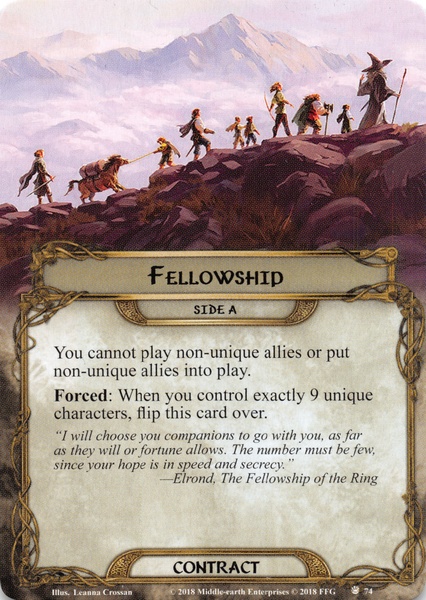 Fellowship
Side A
You cannot play non-unique allies or put
non-unique allies into play.
Forced: When you control exactly 9 unique
characters, flip this card over.
“I will choose you companions to go with you, as far
as they will or fortune allows. The number must be few,
since your hope is in speed and secrecy.”
—Elrond, The Fellowship of the Ring
CONTRACT
Illus. Leanna Crossan © 2018 Middle-earth Enterprises © 2018 FFG 74